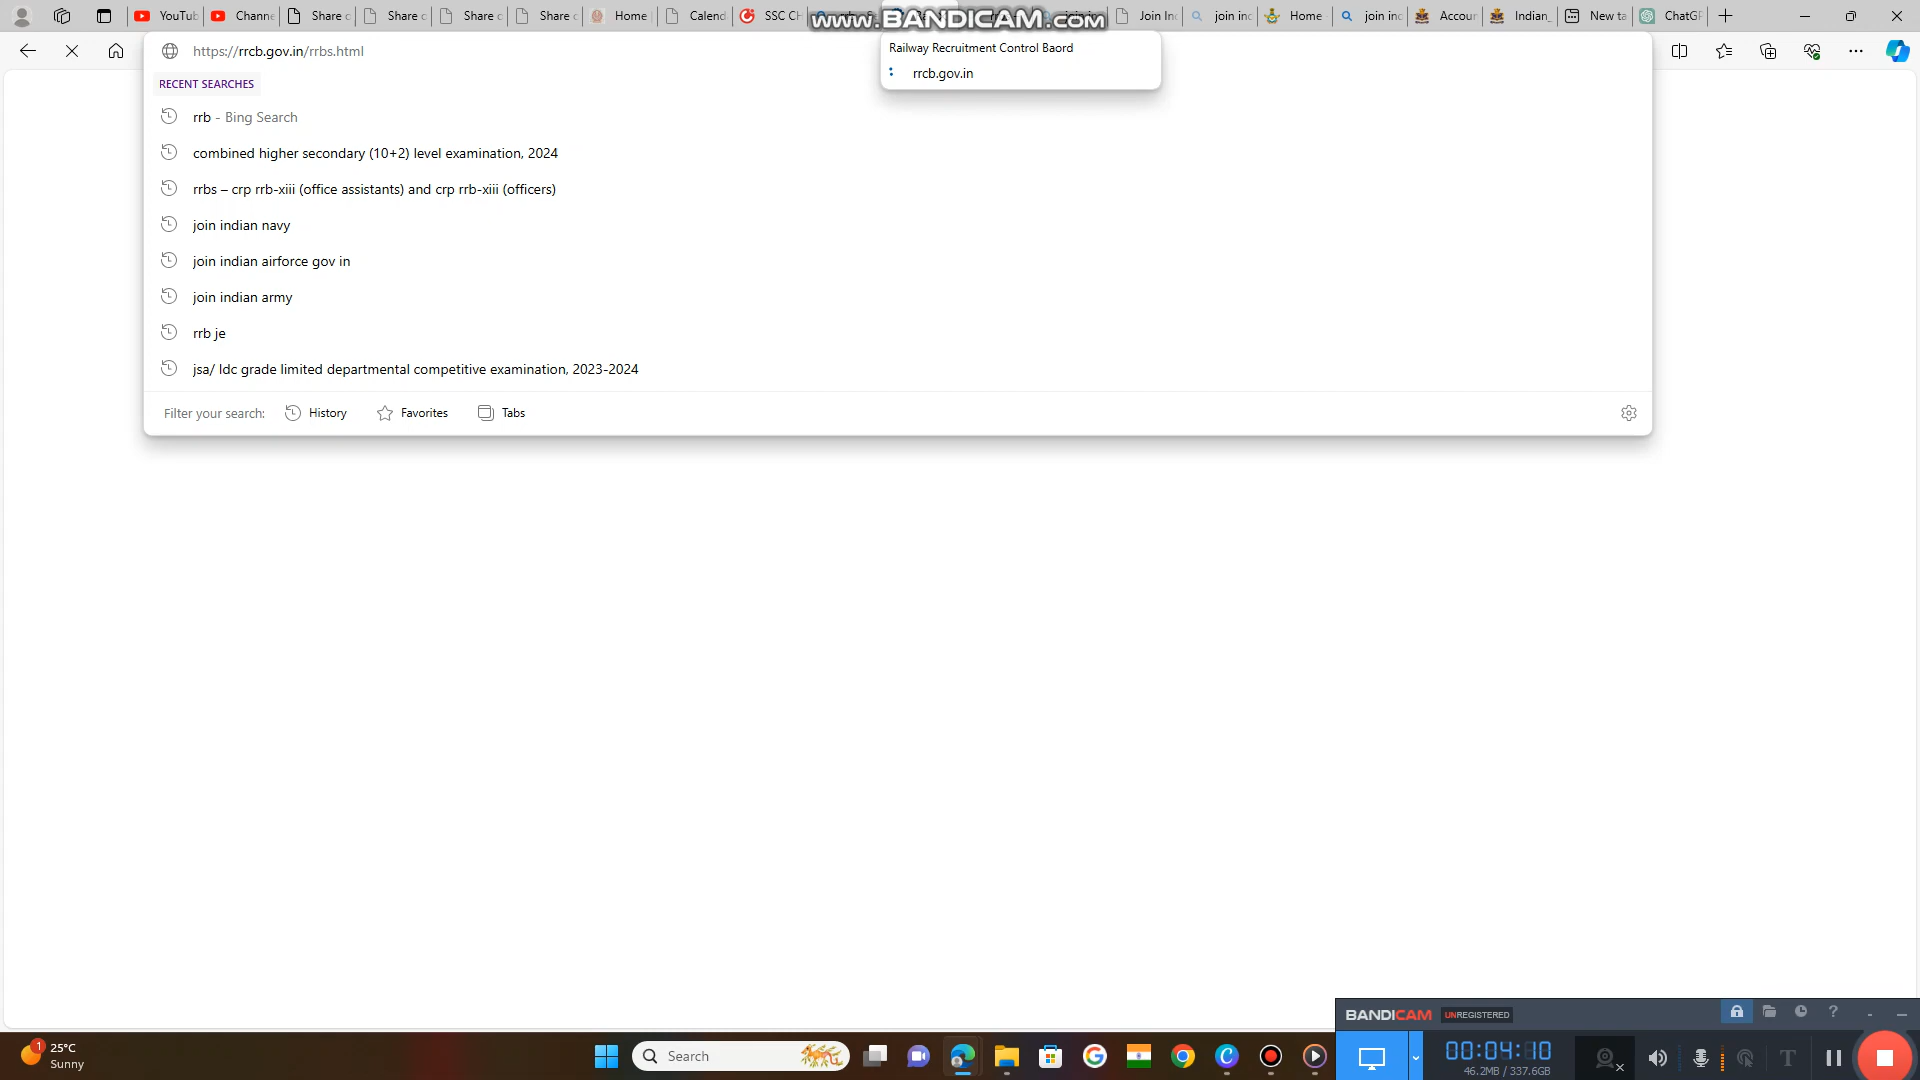 YouTub
Chann
Share c
Share c
Share c
Share c
Home
Calend
SSC CH
www.BANDICAM.com
Join In
join inc
Home
join inc
Accour
Indian_
New ta
ChatGF
https://rrcb.gov.in/rrbs.html
Railway Recruitment Control Baord
rrcb.gov.in
RECENT SEARCHES
rrb - Bing Search
combined higher secondary (10+2) level examination, 2024
rrbs – crp rrb-xiii (office assistants) and crp rrb-xiii (officers)
join indian navy
join indian airforce gov in
join indian army
rrb je
jsa/ ldc grade limited departmental competitive examination, 2023-2024
Filter your search:
History
Favorites
Tabs
BANDICAM UNREGISTERED
1
25°C
Sunny
Search
00:04:10
46.2MB / 337.6GB